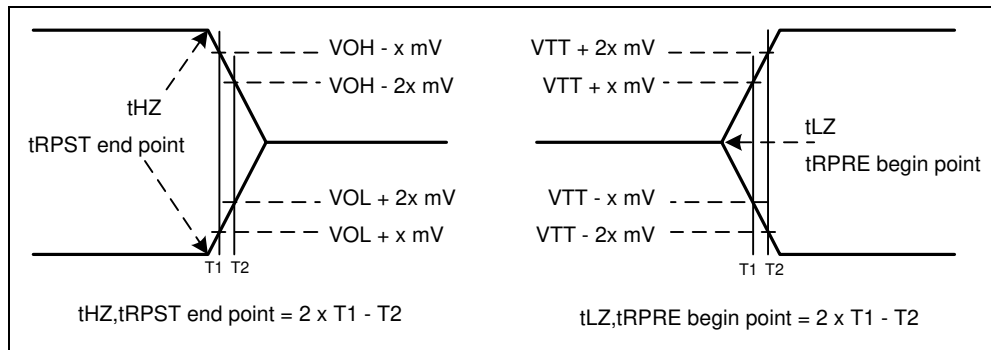 VOH - x mV
VOH - 2x mV
tHZ
tRPST end point
VOL + 2x mV
VOL + x mV
T1 T2
tHZ,tRPST end point = 2 x T1 - T2
VTT + 2x mV
VTT + x mV
tLZ
tRPRE begin point
VTT - x mV
VTT - 2x mV
T1 T2
tLZ,tRPRE begin point = 2 x T1 - T2